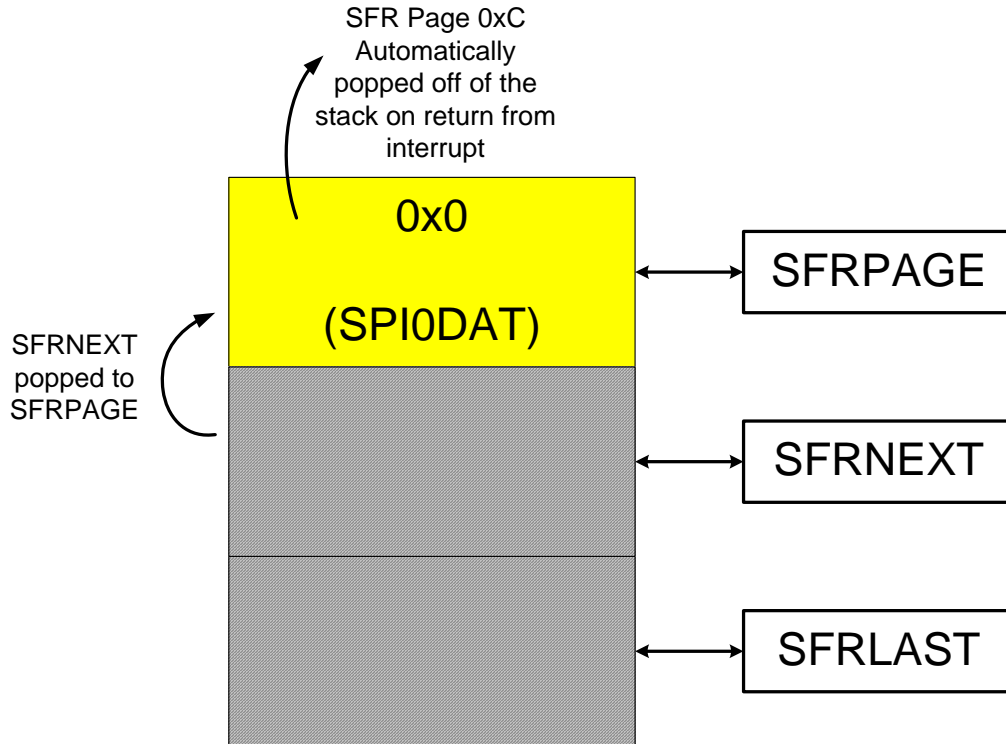 SFR Page 0xC
Automatically
popped off of the
stack on return from
interrupt
0x0
(SPI0DAT)
SFRPAGE
SFRNEXT
popped to
SFRPAGE
SFRNEXT
SFRLAST